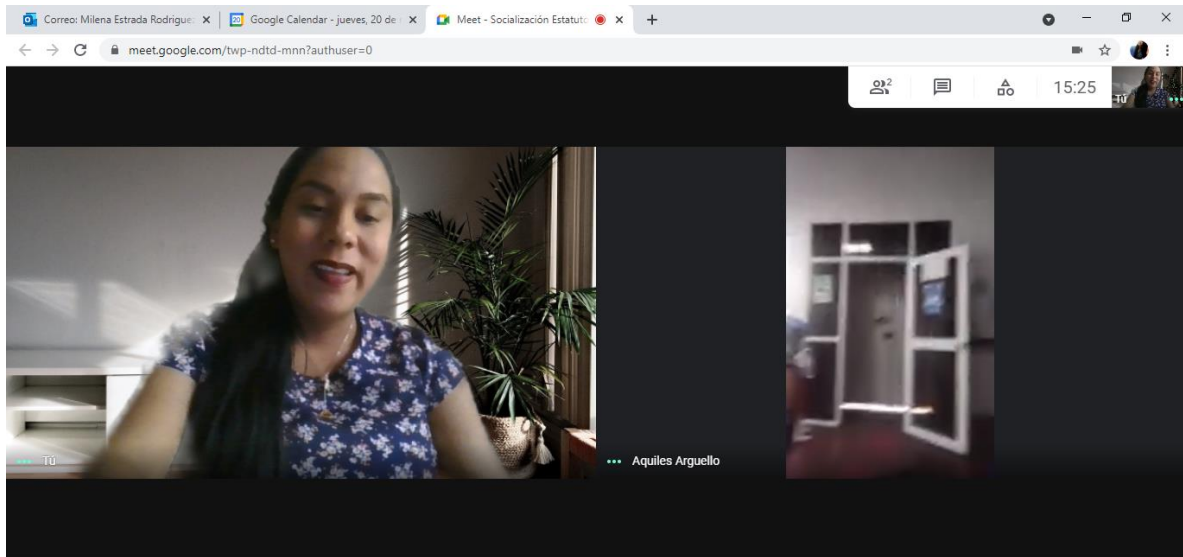 Correo: Milena Estrada Rodrigue
Google Calendar - jueves, 20 de
Meet - Socialización Estatuto
meet.google.com/twp-ndtd-mnn?authuser=0
2
15:25
Tú
Tú
Aquiles Arguello